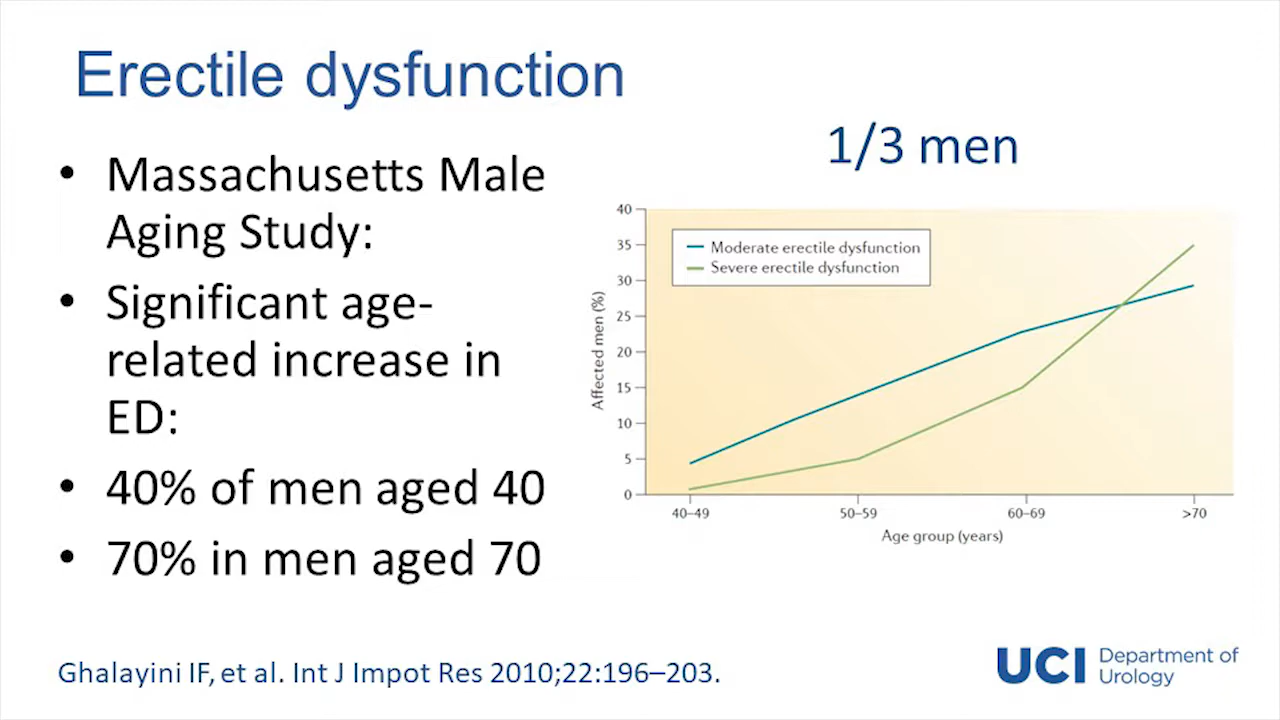 Erectile dysfunction
• Massachusetts Male
Aging Study:
• Significant age-
related increase in
ED:
• 40% of men aged 40
• 70% in men aged 70
1/3 men
40
35
30
25
20
15
10
5
0
Affected men (%)
Moderate erectile dysfunction
Severe erectile dysfunction
40–49
50–59
60–69
>70
Age group (years)
Ghalayini IF, et al. Int J Impot Res 2010;22:196–203.
UCI
Department of
Urology